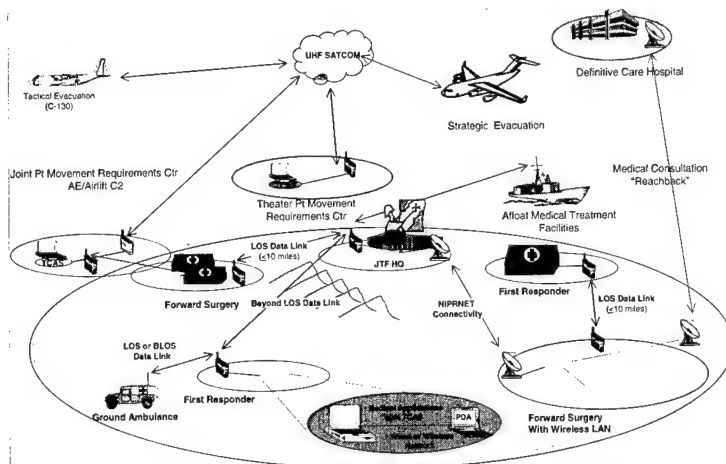 UHF SATCOM
Definitive Care Hospital
Tactical Evacuation
(C-130)
Strategic Evacuation
Joint Pt Movement Requirements Ctr
AE/Airlift C2
Theater Pt Movement
Requirements Ctr
Medical Consultation
"Reachback"
Afloat Medical Treatment
Facilities
TCAS
LOS Data Link
(<10 miles)
JTF HQ
Forward Surgery
Beyond LOS Data Link
First Responder
LOS Data Link
(<10 miles)
NIPRNET
Connectivity
LOS or BLOS
Data Link
Ground Ambulance
First Responder
PDA
Forward Surgery
With Wireless LAN